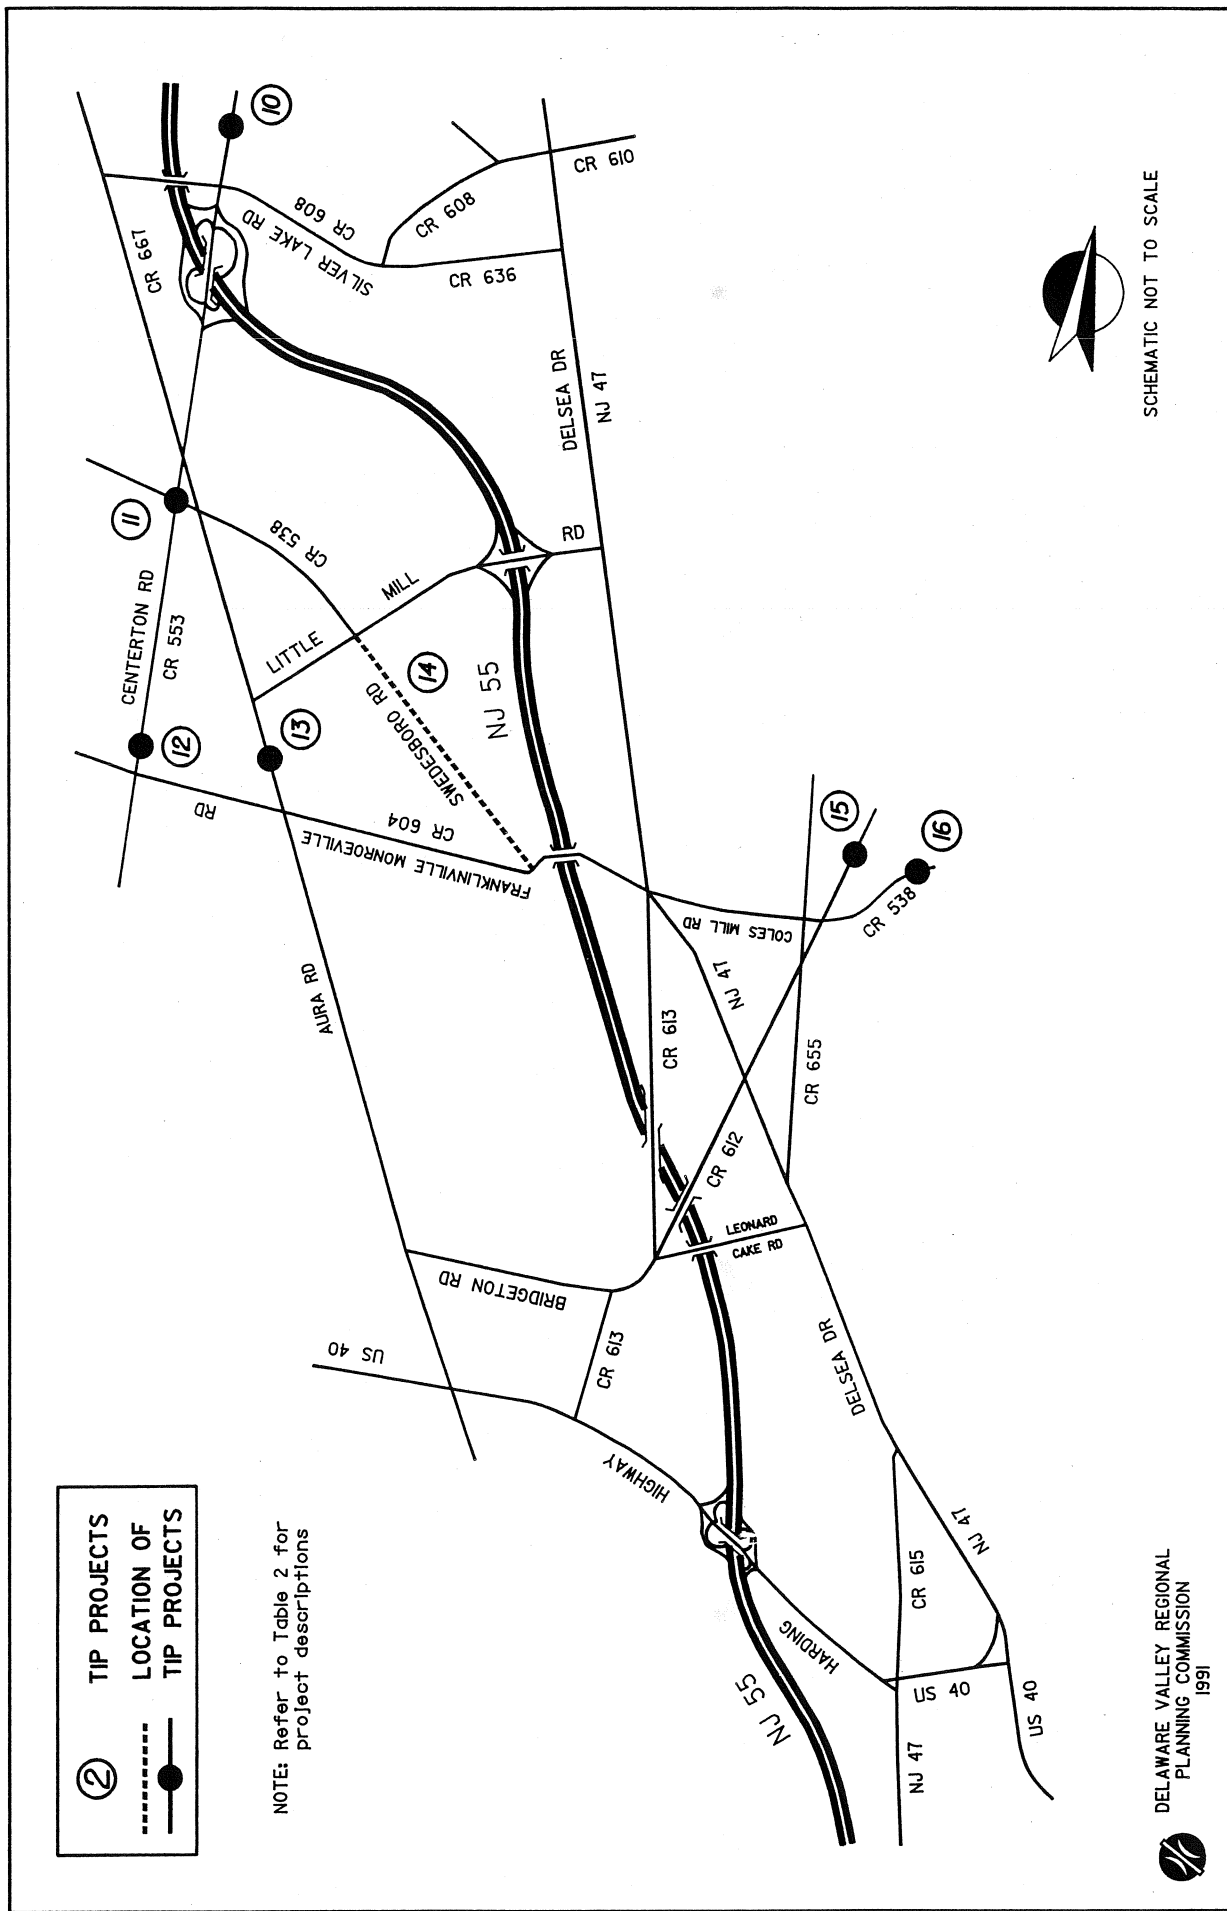 ② TIP PROJECTS
LOCATION OF
TIP PROJECTS
NOTE: Refer to Table 2 for
project descriptions
10
11
12
13
14
15
16
CR 667
SILVER LAKE RD
CR 608
CR 608
CR 610
CR 636
DELSEA DR
NJ 47
CENTERTON RD
CR 553
CR 538
LITTLE
MILL
RD
SWEDESBORO RD
NJ 55
RD
FRANKLINVILLE MONROEVILLE
CR 604
AURA RD
COLES MILL RD
CR 538
NJ 47
CR 613
CR 655
CR 612
LEONARD
CAKE RD
BRIDGETON RD
CR 613
US 40
HIGHWAY
HARDING
DELSEA DR
NJ 47
CR 615
US 40
US 40
NJ 47
NJ 55
SCHEMATIC NOT TO SCALE
DELAWARE VALLEY REGIONAL
PLANNING COMMISSION
1991